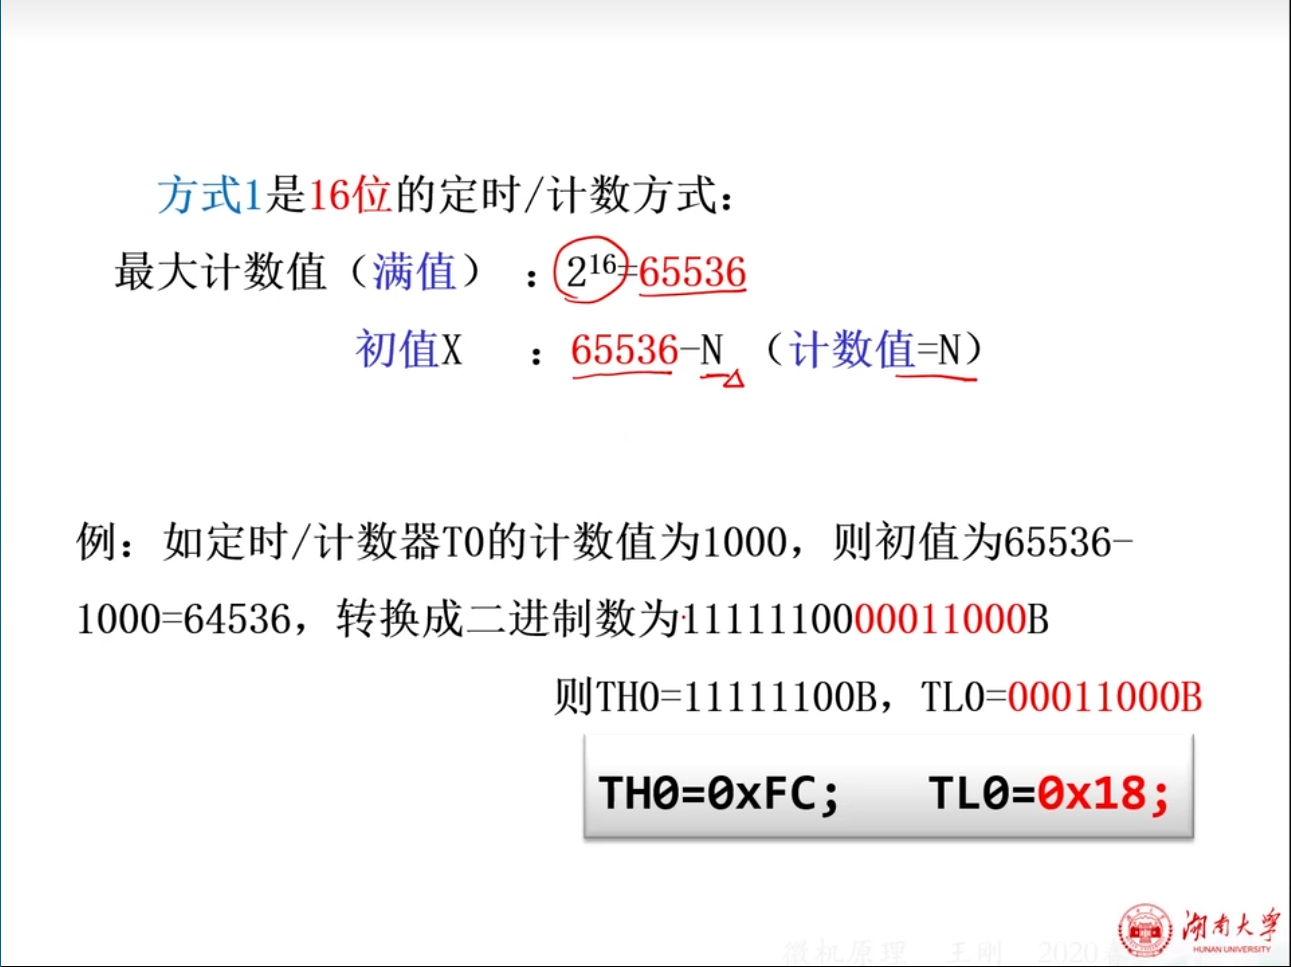 方式1是16位的定时/计数方式：
最大计数值（满值） ：2¹⁶=65536
初值X ：65536-N （计数值=N）
例：如定时/计数器T0的计数值为1000，则初值为65536-
1000=64536，转换成二进制数为1111110000011000B
则TH0=11111100B，TL0=00011000B
TH0=0xFC; TL0=0x18;
湖南大学
HUNAN UNIVERSITY
微机原理 王刚 2020春